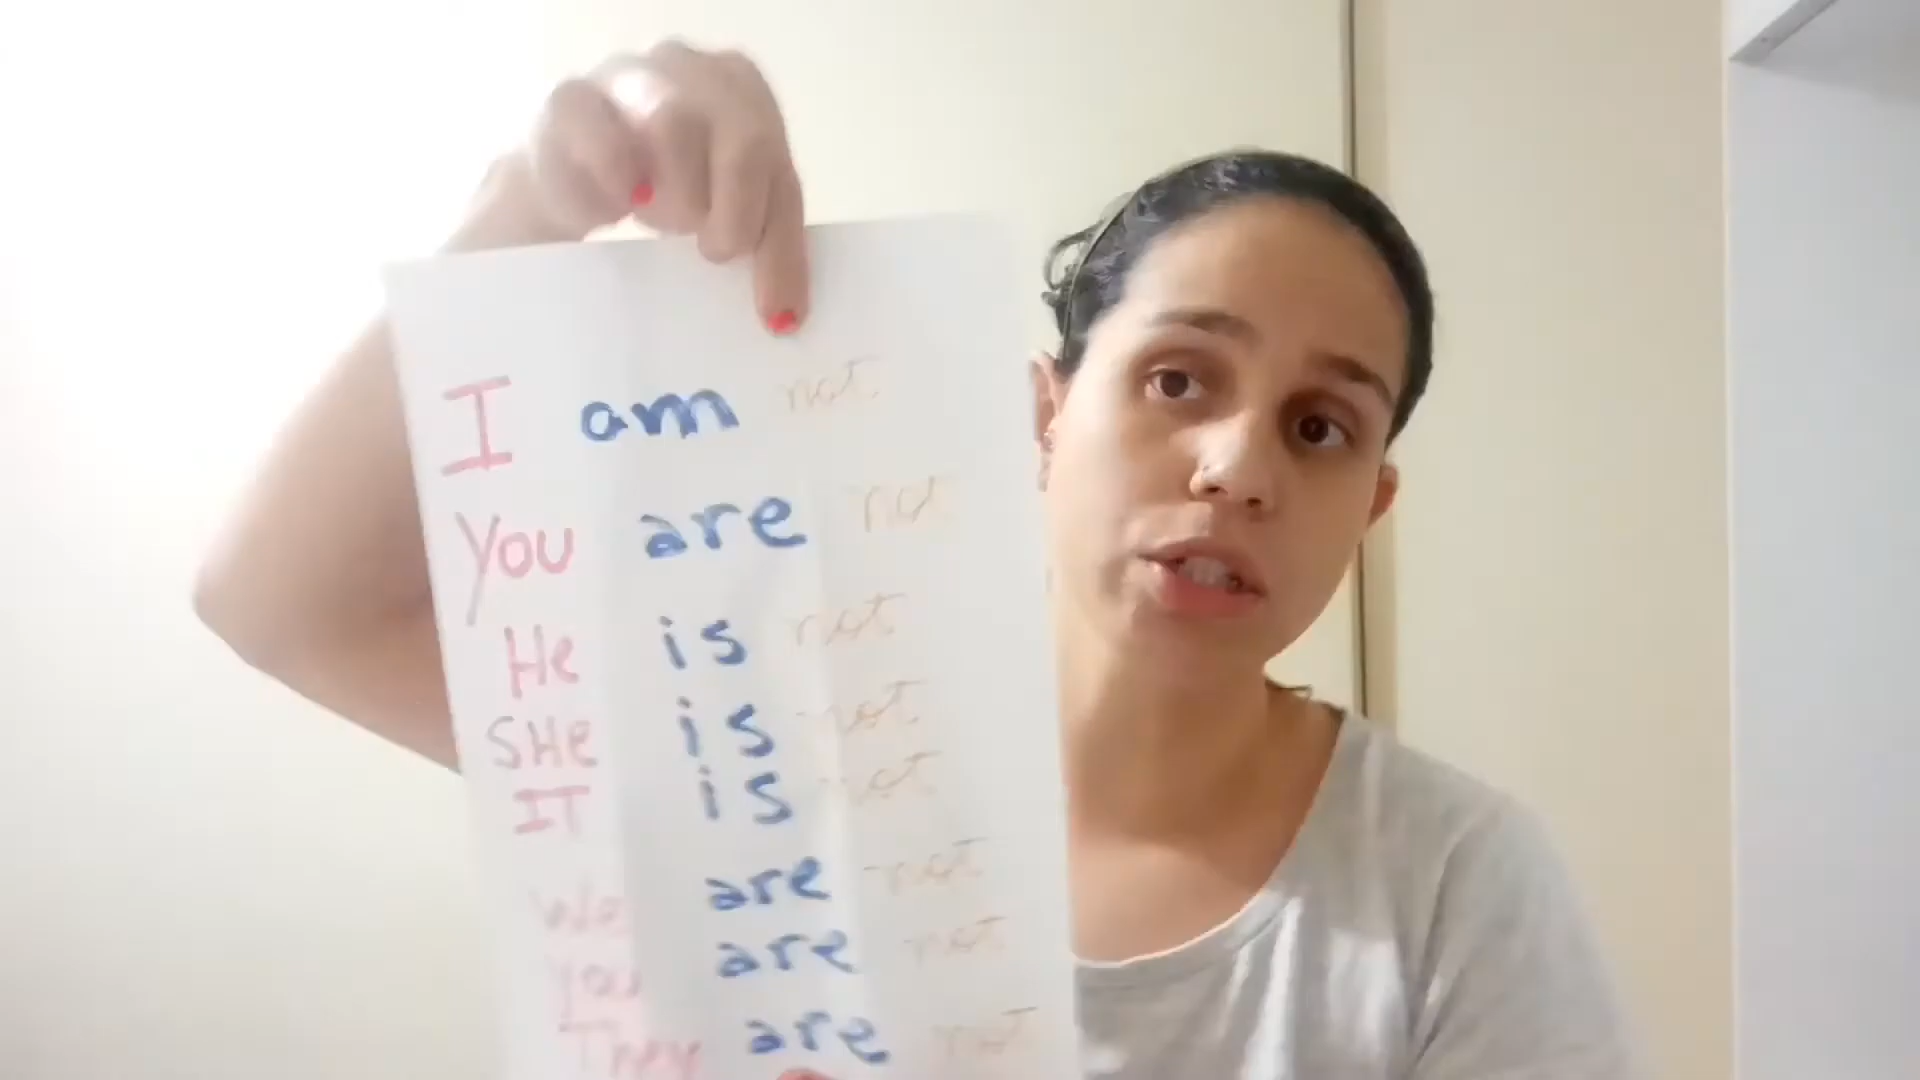 I am not
You are not
He is not
SHe is not
IT is not
We are not
you are not
They are not